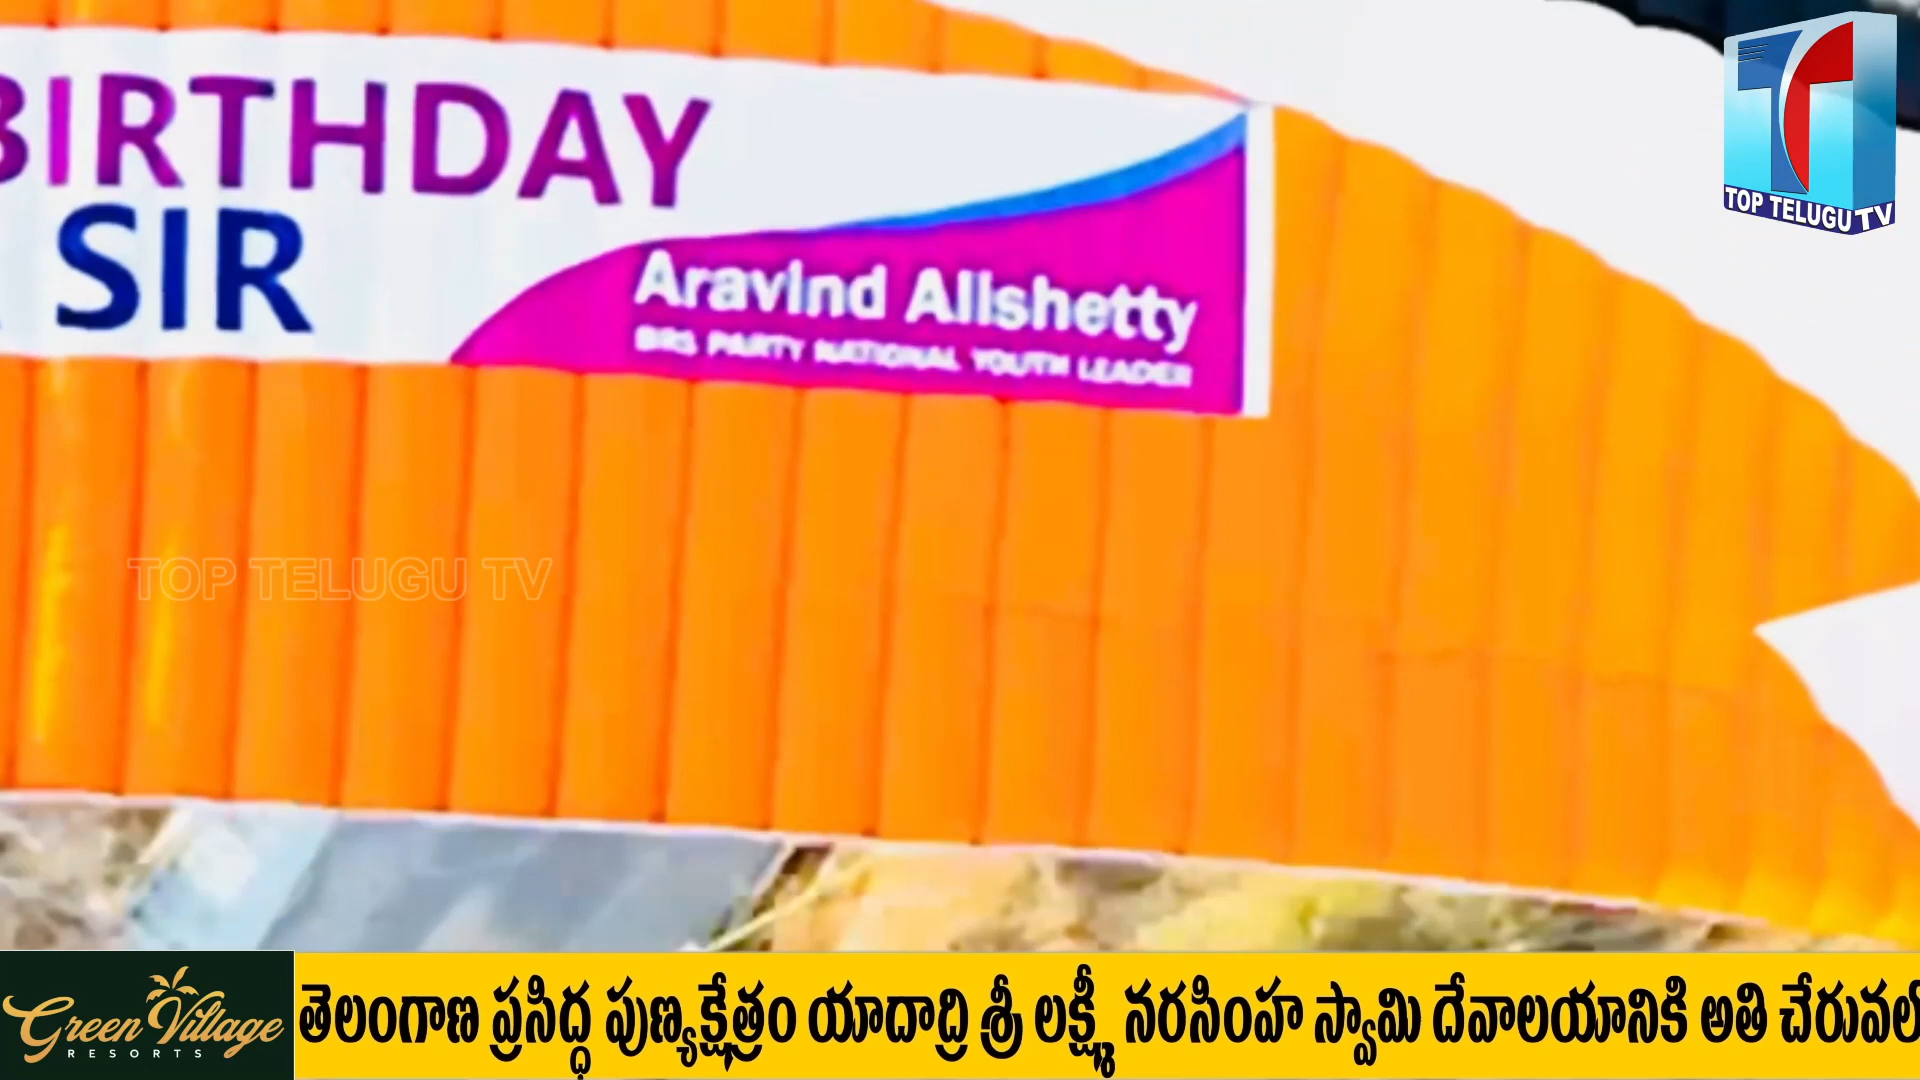 BIRTHDAY
SIR
Aravind Alishetty
BRS PARTY NATIONAL YOUTH LEADER
TOP TELUGU TV
TOP TELUGU TV
Green Village
RESORTS
తెలంగాణ ప్రసిద్ధ పుణ్యక్షేత్రం యాదాద్రి శ్రీ లక్ష్మీ నరసింహ స్వామి దేవాలయానికి అతి చేరువలో